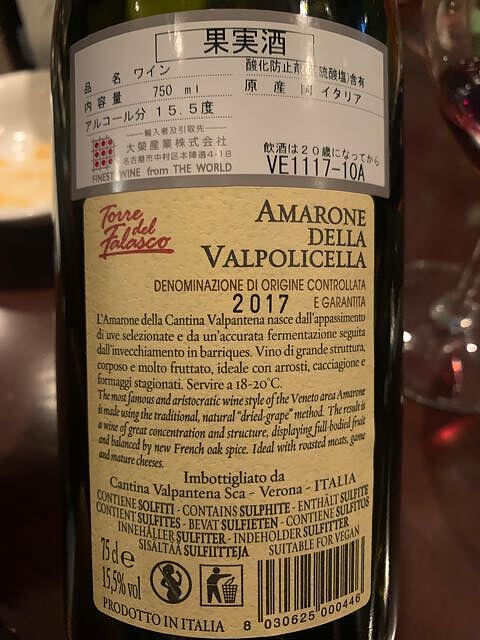 果実酒
品 名 ワイン
酸化防止剤(亜硫酸塩)含有
内容量 750 ml
原産国 イタリア
アルコール分 15.5度
輸入者及引取先
大榮産業株式会社
名古屋市中村区本陣通4-18
FINEST WINE from THE WORLD
飲酒は20歳になってから
VE1117-10A
Torre
del
Falasco
AMARONE
DELLA
VALPOLICELLA
DENOMINAZIONE DI ORIGINE CONTROLLATA
2017 E GARANTITA
L'Amarone della Cantina Valpantena nasce dall'appassimento
di uve selezionate e da un'accurata fermentazione seguita
dall'invecchiamento in barriques. Vino di grande struttura,
corposo e molto fruttato, ideale con arrosti, cacciagione e
formaggi stagionati. Servire a 18-20°C.
The most famous and aristocratic wine style of the Veneto area Amarone
is made using the traditional, natural "dried-grape" method. The result is
a wine of great concentration and structure, displaying full-bodied fruit
and balanced by new French oak spice. Ideal with roasted meats, game
and mature cheeses.
Imbottigliato da
Cantina Valpantena Sca - Verona - ITALIA
CONTIENE SOLFITI - CONTAINS SULPHITE - ENTHÄLT SULFITE
CONTIENT SULFITES - BEVAT SULFIETEN - CONTIENE SULFITOS
INNEHÅLLER SULFITER - INDEHOLDER SULFITTER
SISÄLTÄÄ SULFIITTEJA SUITABLE FOR VEGAN
75 cl e
15,5% vol
PRODOTTO IN ITALIA
8 030625 000446